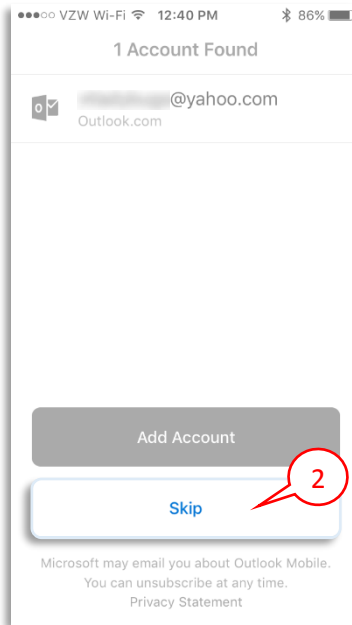 VZW Wi-Fi 12:40 PM 86%
1 Account Found
@yahoo.com
Outlook.com
Add Account
2
Skip
Microsoft may email you about Outlook Mobile.
You can unsubscribe at any time.
Privacy Statement